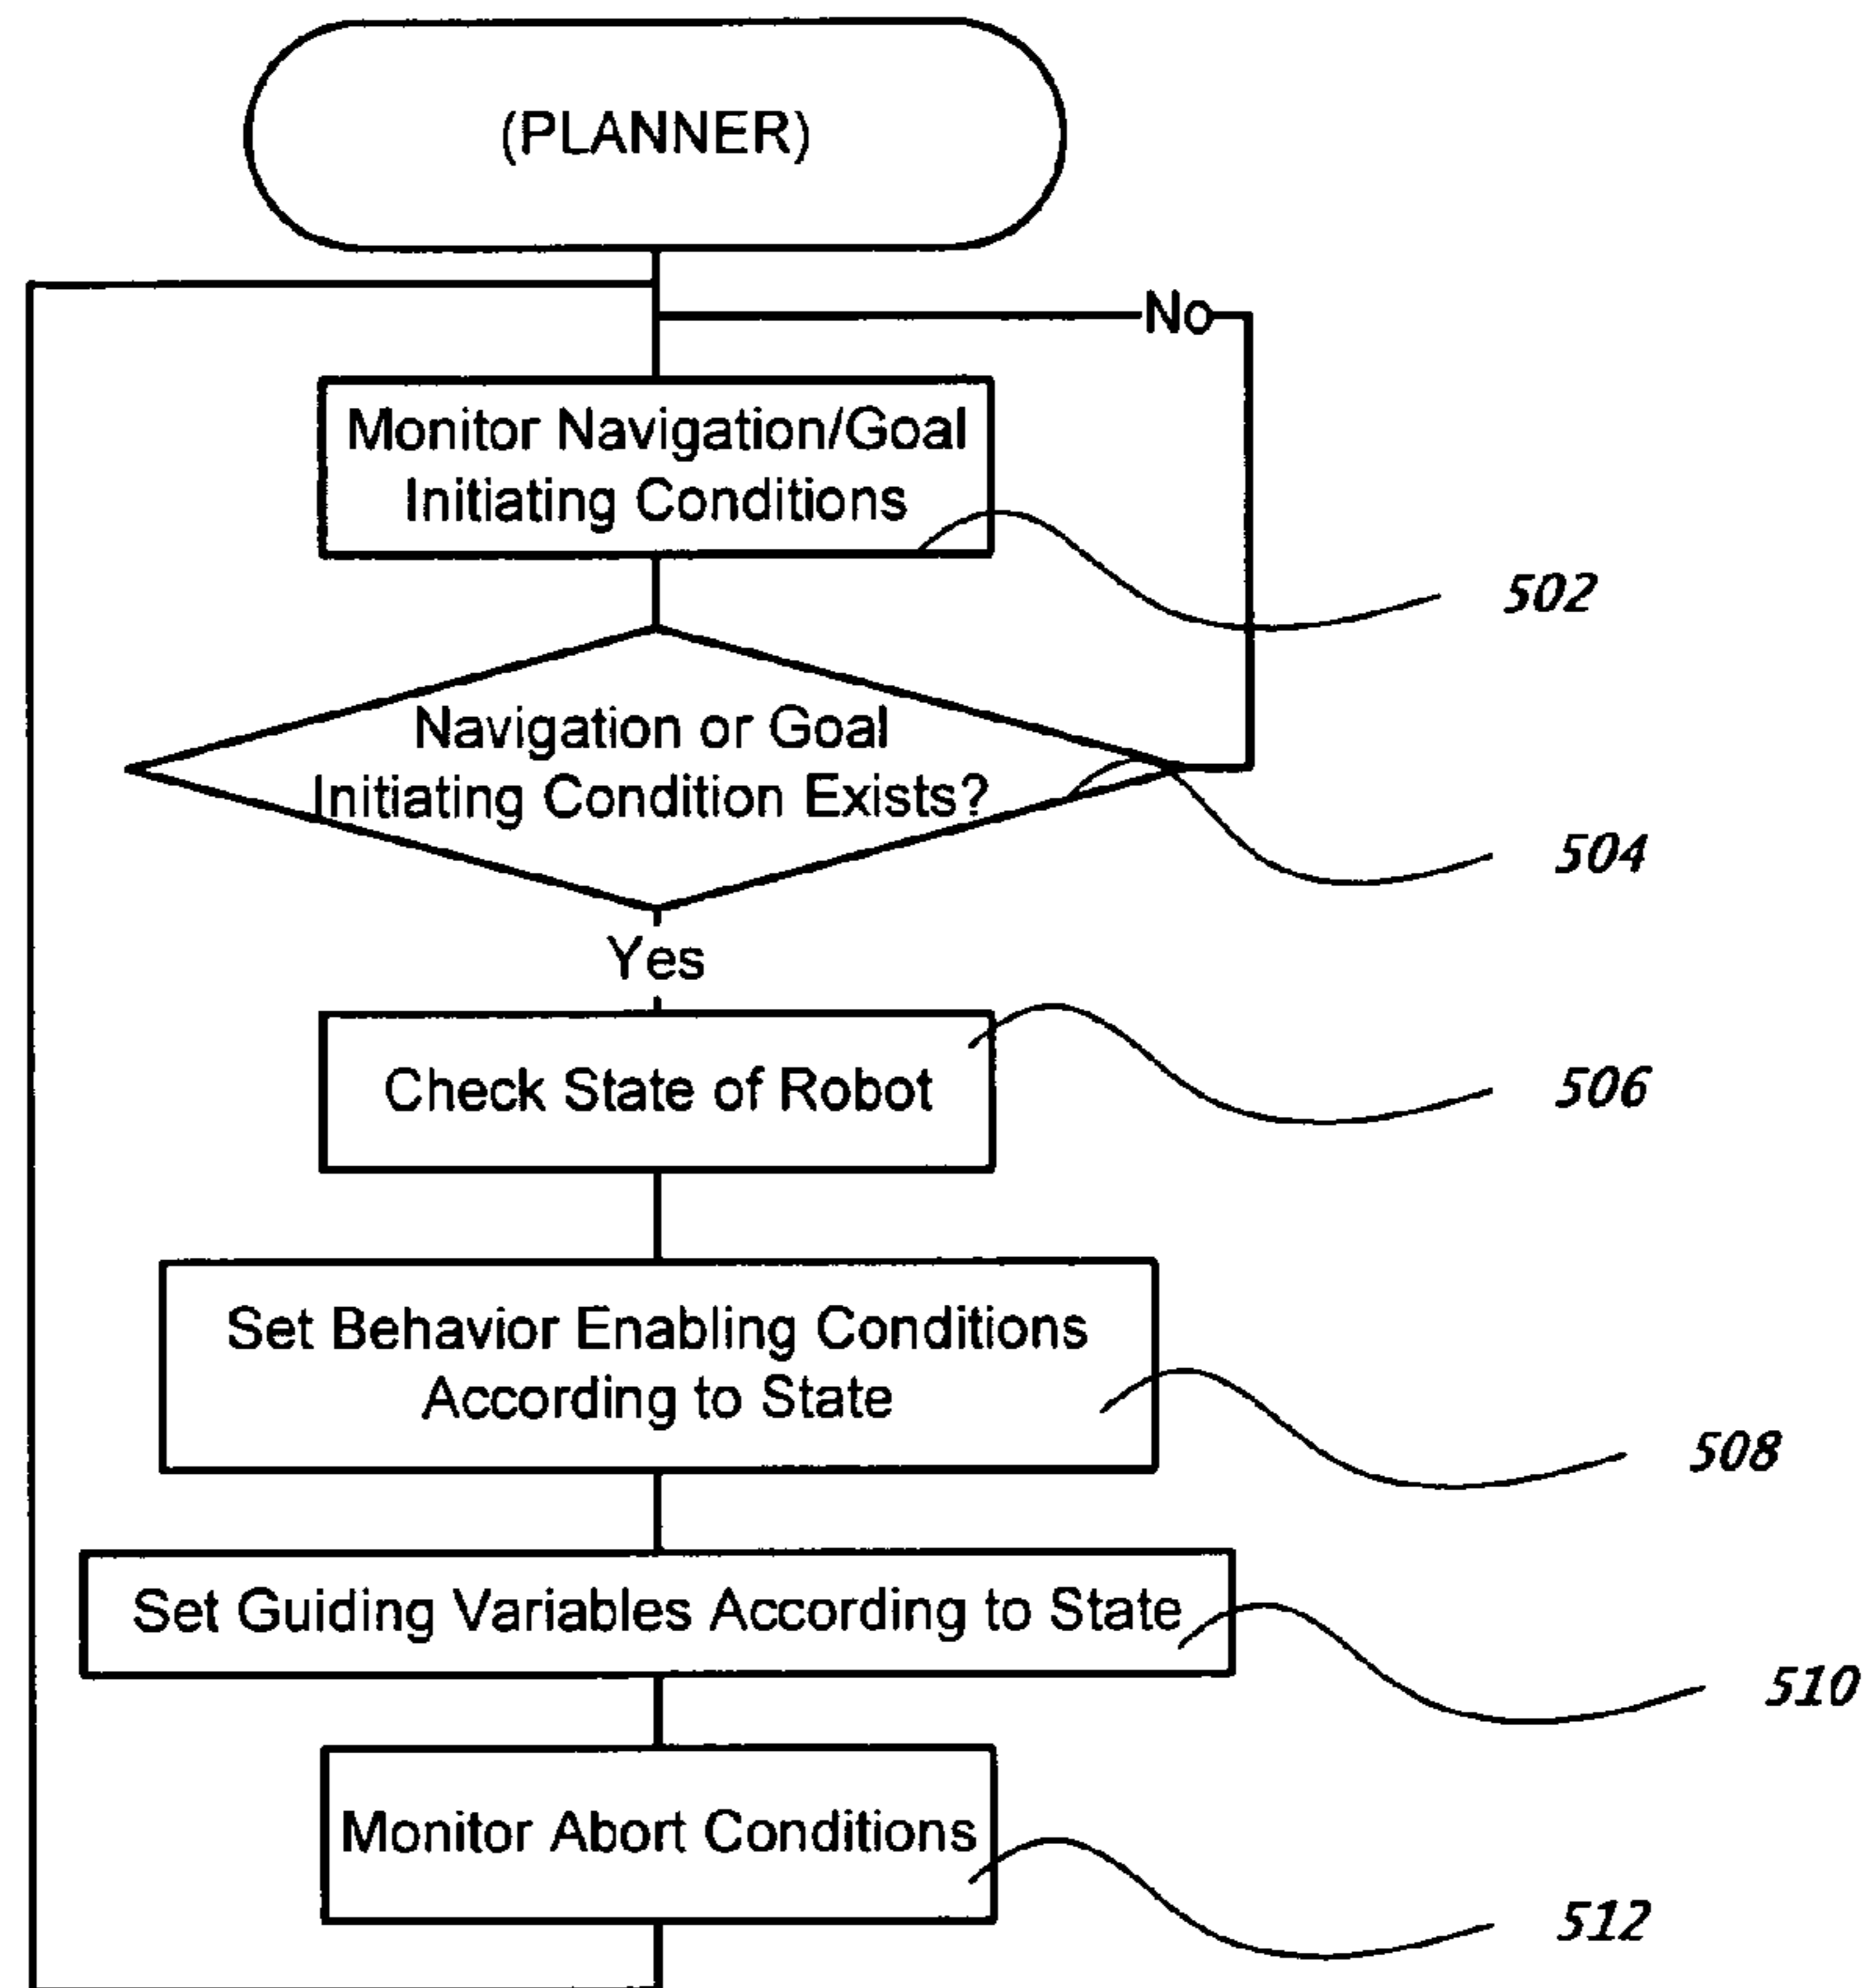 (PLANNER)
No
Monitor Navigation/Goal
Initiating Conditions
502
Navigation or Goal
Initiating Condition Exists?
504
Yes
Check State of Robot
506
Set Behavior Enabling Conditions
According to State
508
Set Guiding Variables According to State
510
Monitor Abort Conditions
512